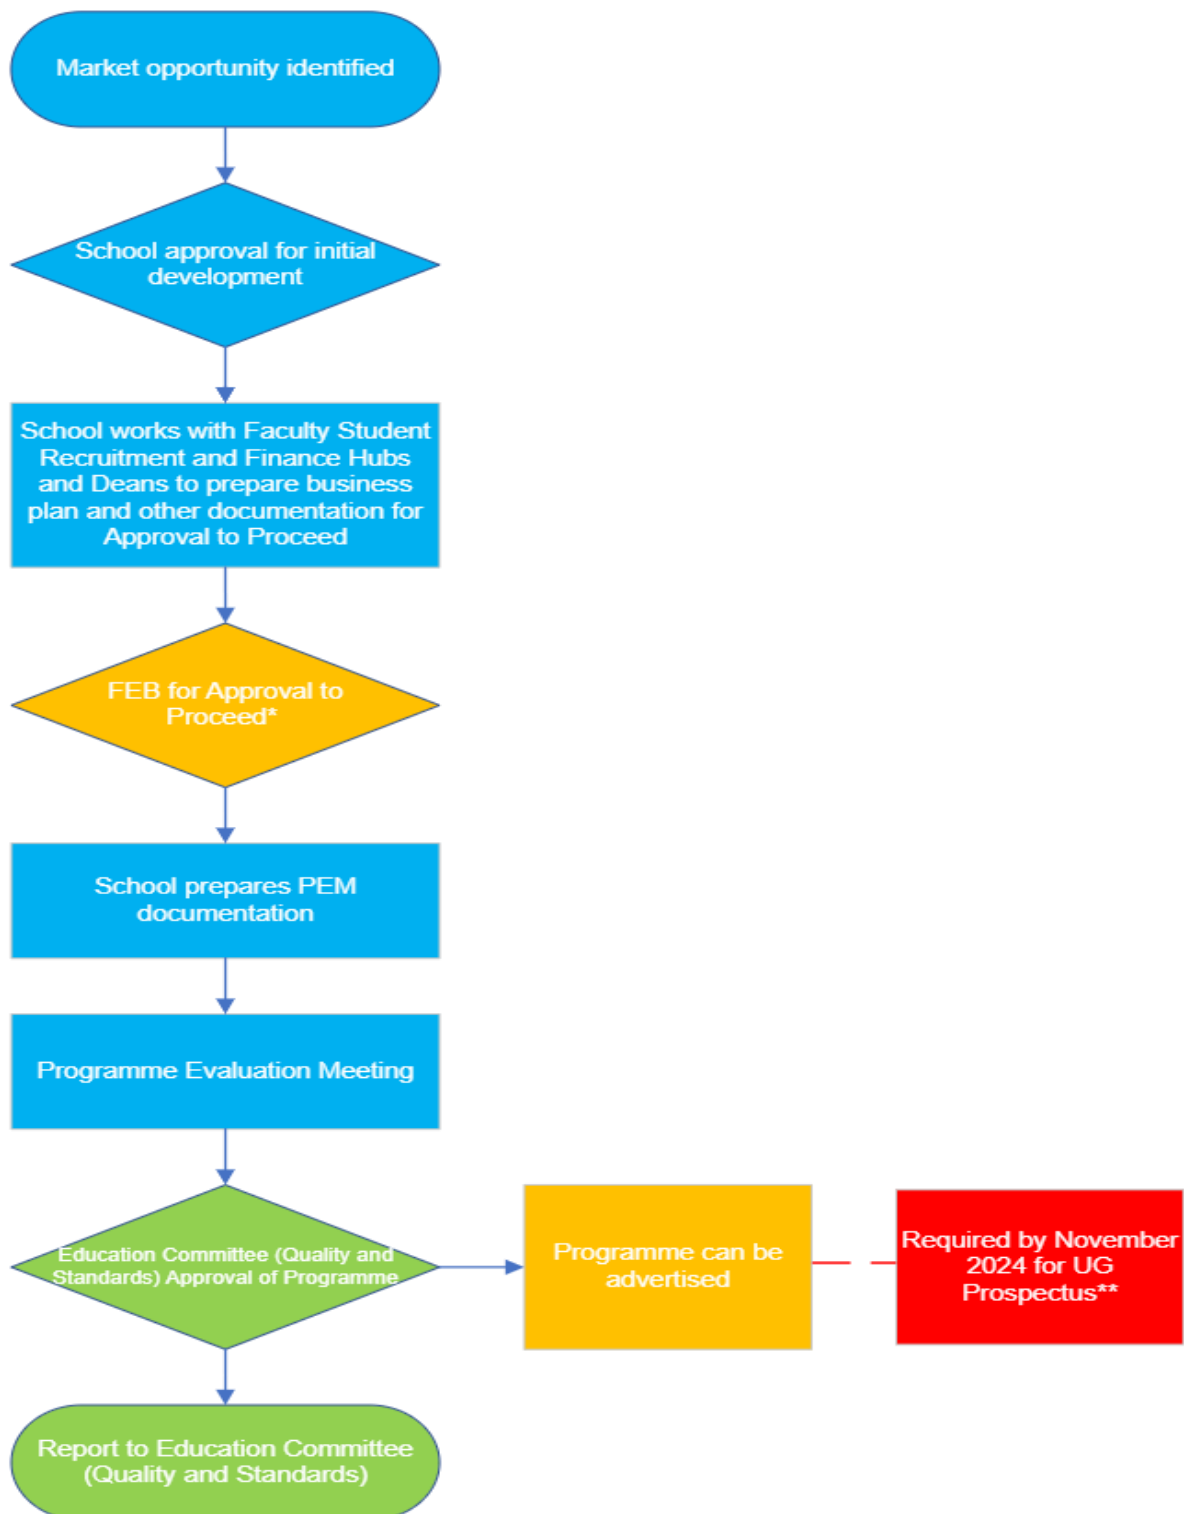 Market opportunity identified
School approval for initial
development
School works with Faculty Student
Recruitment and Finance Hubs
and Deans to prepare business
plan and other documentation for
Approval to Proceed
FEB for Approval to
Proceed*
School prepares PEM
documentation
Programme Evaluation Meeting
Education Committee (Quality and
Standards) Approval of Programme
Programme can be
advertised
Required by November
2024 for UG
Prospectus**
Report to Education Committee
(Quality and Standards)